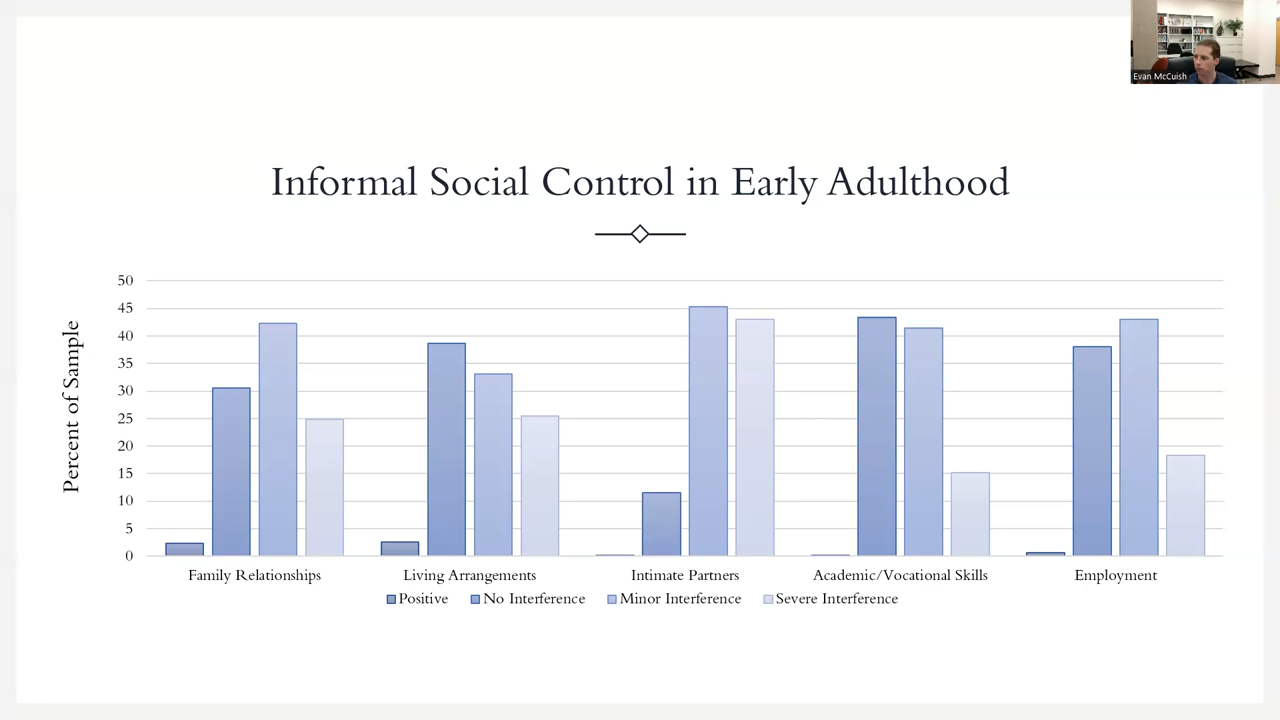 Evan McCuish
Informal Social Control in Early Adulthood
Percent of Sample
50
45
40
35
30
25
20
15
10
5
0
Family Relationships Living Arrangements Intimate Partners Academic/Vocational Skills Employment
Positive No Interference Minor Interference Severe Interference